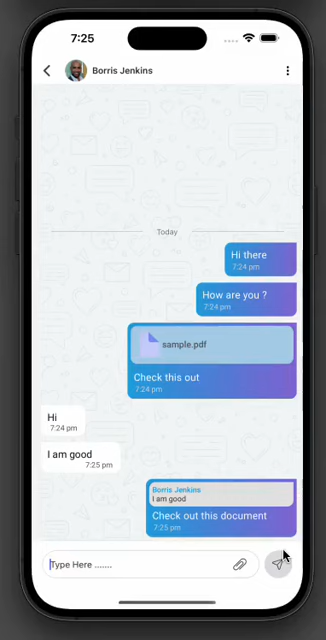 7:25
Borris Jenkins
Today
Hi there
7:24 pm
How are you ?
7:24 pm
sample.pdf
Check this out
7:24 pm
Hi
7:24 pm
I am good
7:25 pm
Borris Jenkins
I am good
Check out this document
7:25 pm
Type Here .......